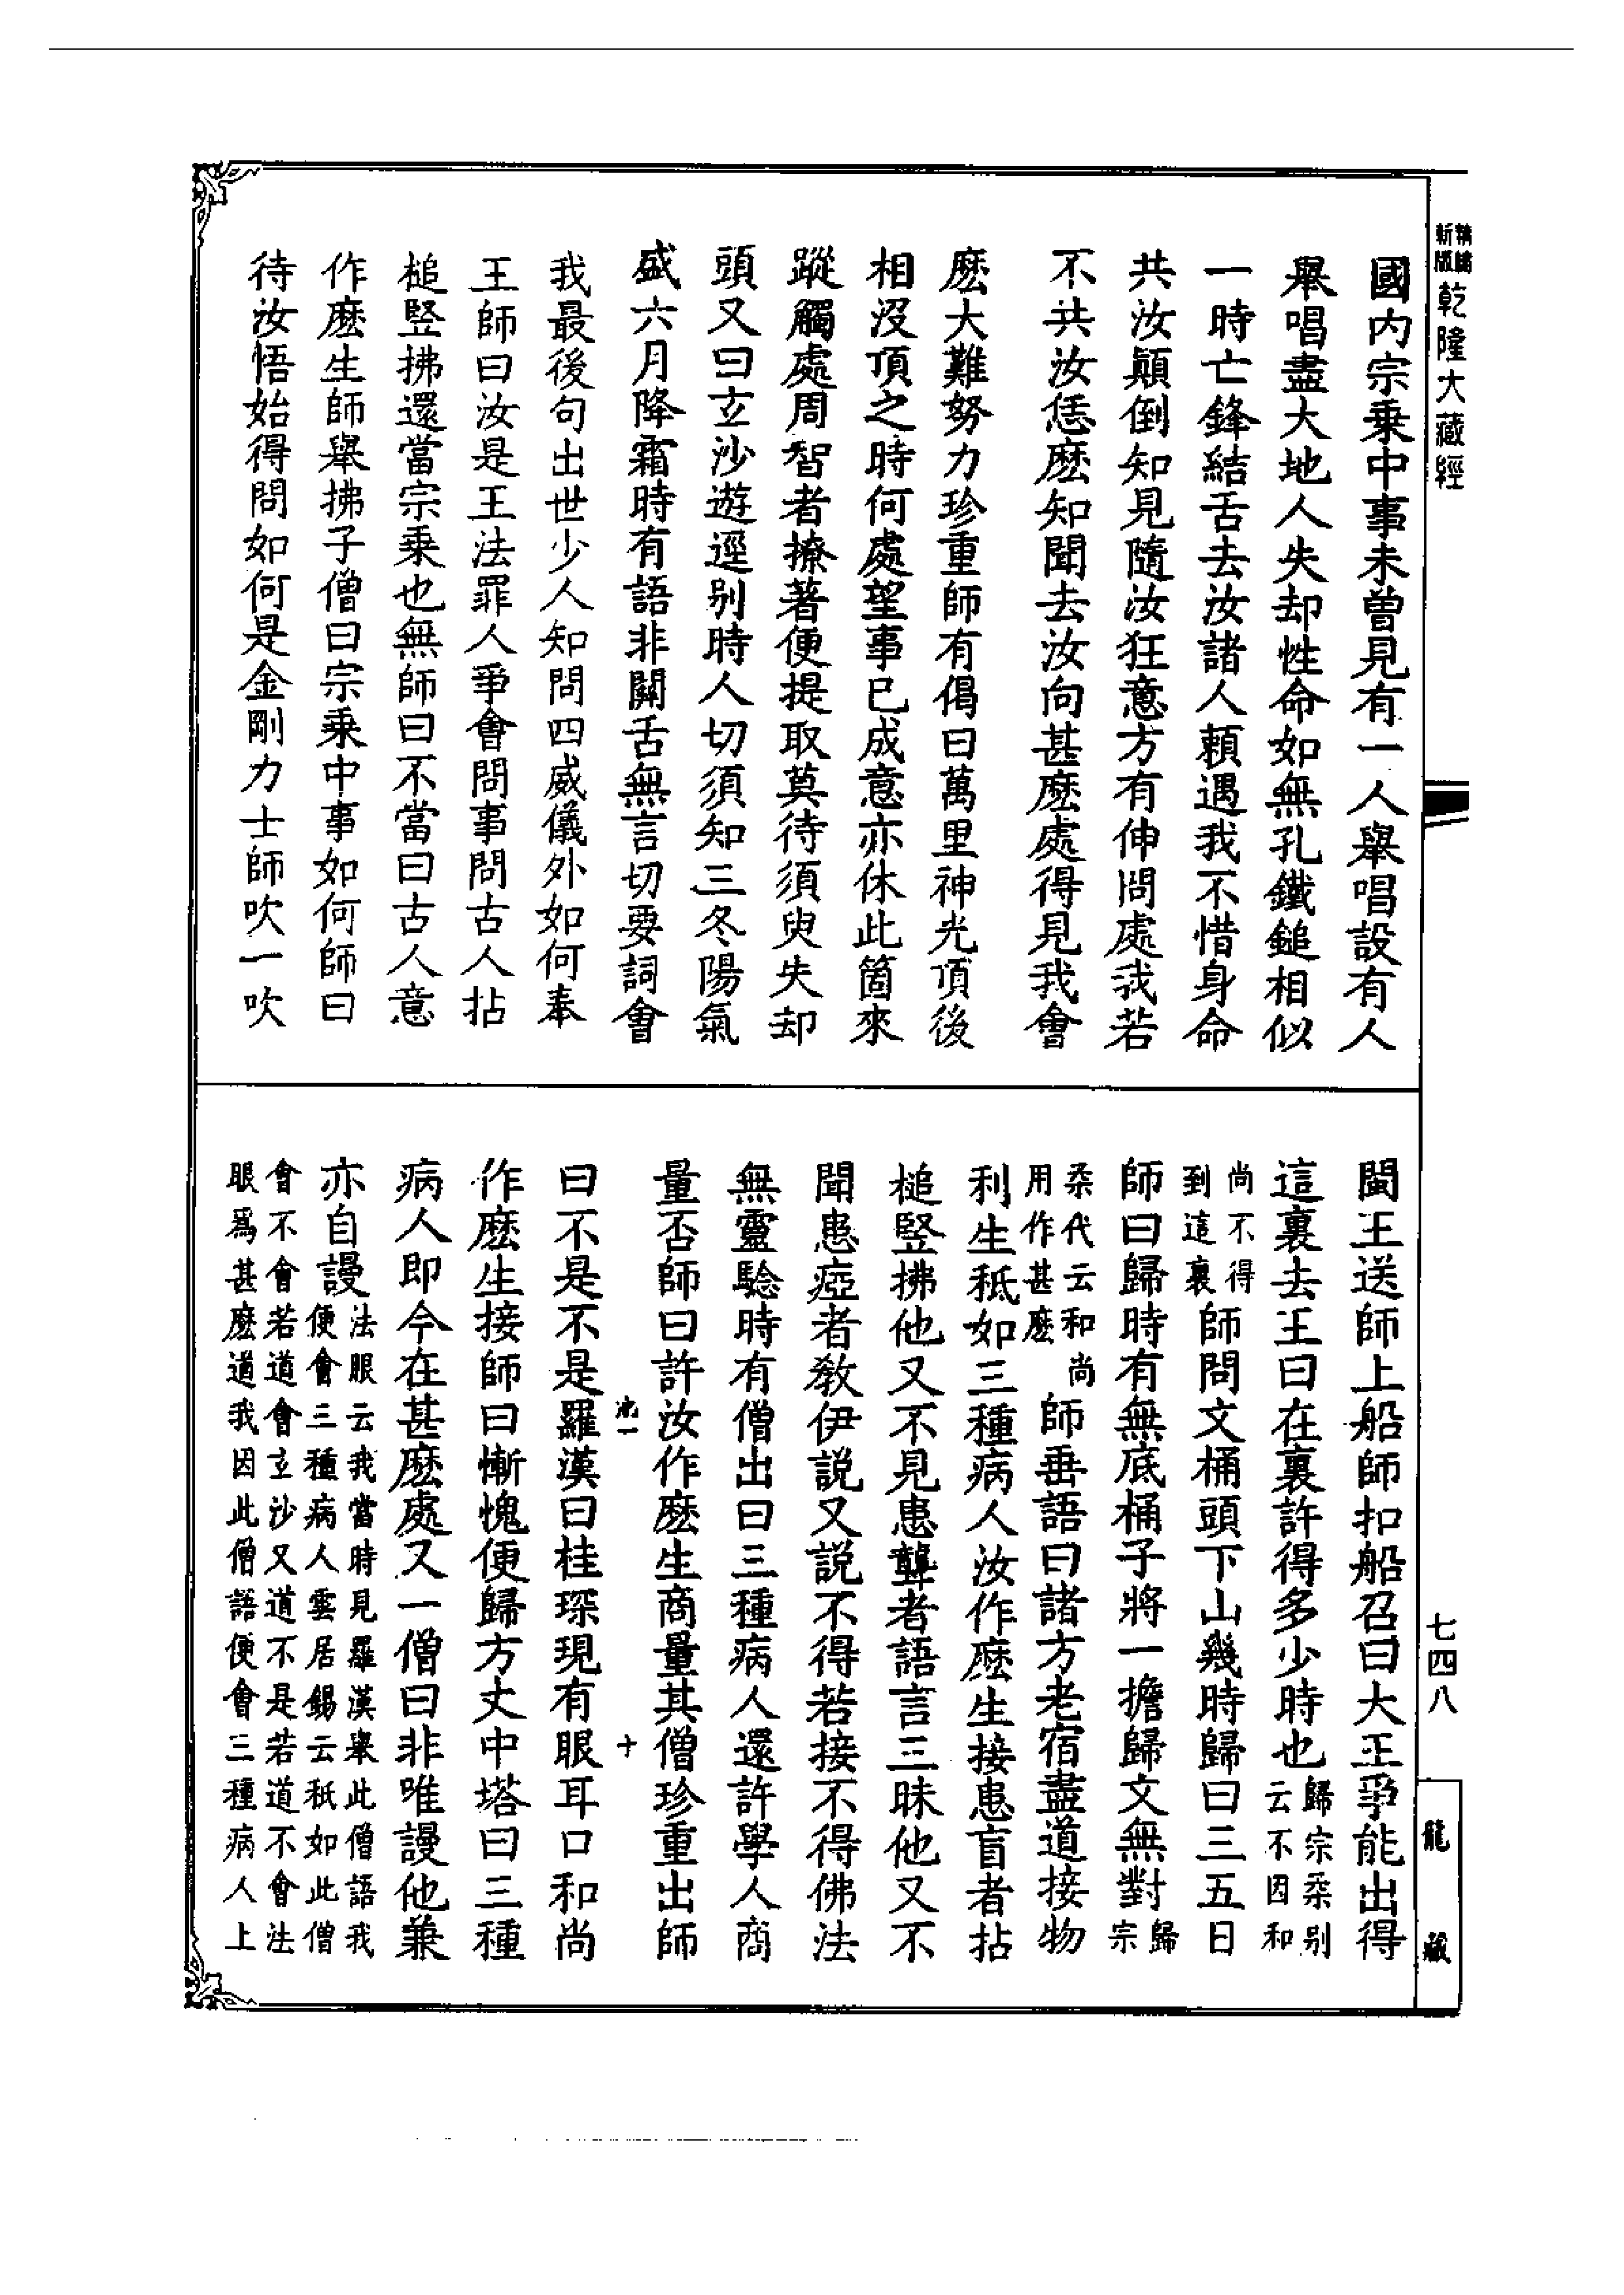 精鏽新版乾隆大藏經
國内宗乗中事未曽見有一人舉唱設有人
舉唱盡大地人失却性命如無孔鐵鎚相似
一時亡鋒結舌去汝諸人頼遇我不惜身命
共汝顛倒知見隨汝狂意方有伸問處我若
不共汝恁麽知聞去汝向甚麽處得見我會
麽大難努力珍重師有偈曰萬里神光頂後
相沒頂之時何處望事已成意亦休此箇來
蹤觸處周智者撩著便提取莫待須臾失却
頭又曰玄沙遊逕別時人切須知三冬陽氣
盛六月降霜時有語非關舌無言切要詞會
我最後句出世少人知問四威儀外如何奉
王師曰汝是王法罪人爭會問事問古人拈
槌竪拂還當宗乘也無師曰不當曰古人意
作麽生師舉拂子僧曰宗乘中事如何師曰
待汝悟始得問如何是金剛力士師吹一吹
閩王送師上船師扣船召曰大王爭能出得
這裏去王曰在裏許得多少時也歸宗柔别云不因和
尚不得到這裏師問文桶頭下山幾時歸曰三五日
師曰歸時有無底桶子將一擔歸文無對歸宗
柔代云和尚用作甚麽師垂語曰諸方老宿盡道接物
利生秖如三種病人汝作麽生接患盲者拈
槌竪拂他又不見患聾者語言三昧他又不
聞患瘂者敎伊説又説不得若接不得佛法
無靈驗時有僧出曰三種病人還許學人商
量否師曰許汝作麽生商量其僧珍重出師
曰不是不是羅漢曰桂琛現有眼耳口和尚
作麽生接師曰慚愧便歸方丈中塔曰三種
病人即今在甚麽處又一僧曰非唯謾他兼
亦自謾法眼云我當時見羅漢舉此僧語我便會三種病人雲居錫云秖如此僧
會不會若道會玄沙又道不是若道不會法眼爲甚麽道我因此僧語便會三種病人上
七四八
龍藏